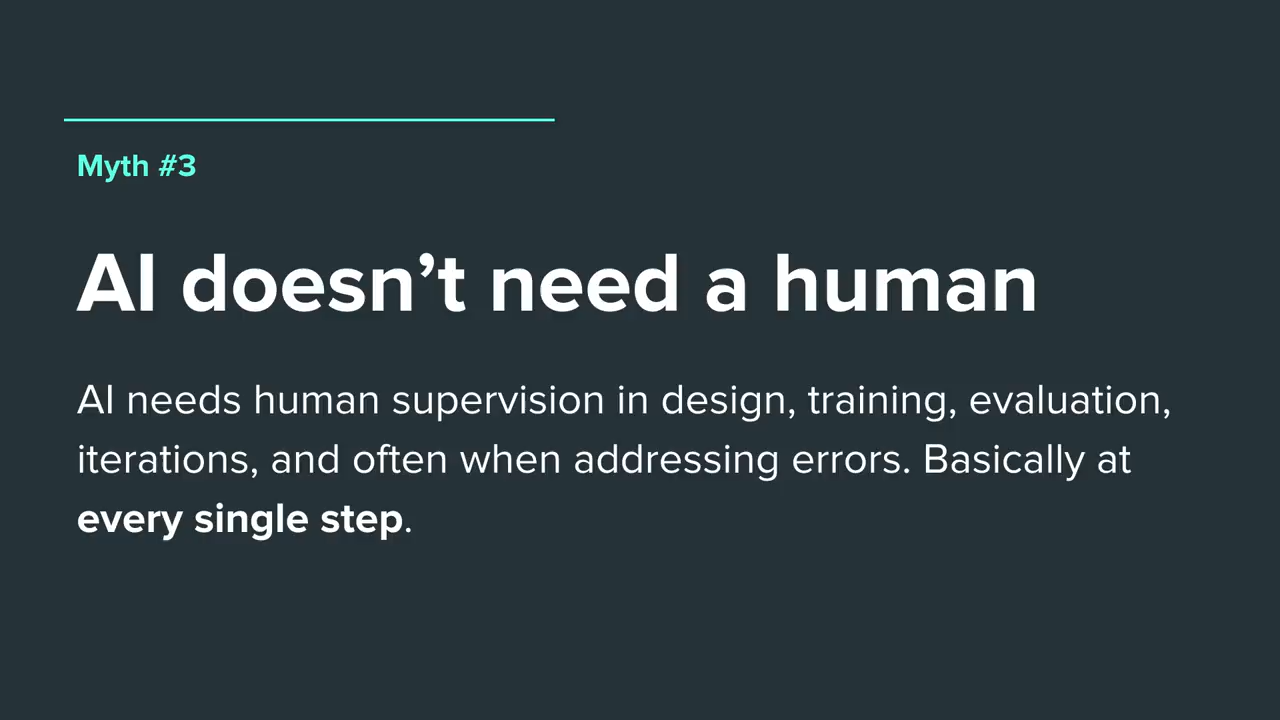 Myth #3
AI doesn’t need a human
AI needs human supervision in design, training, evaluation,
iterations, and often when addressing errors. Basically at
every single step.